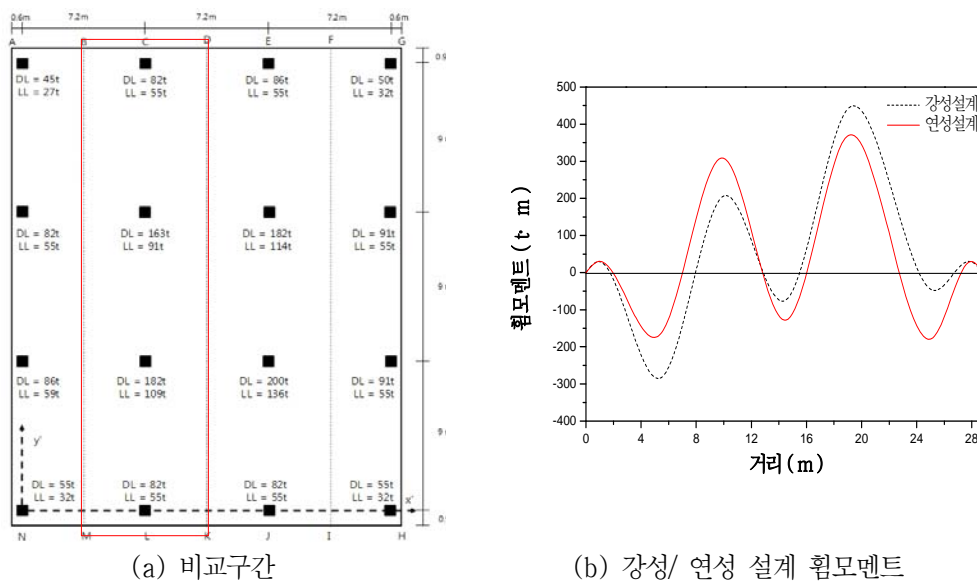 0.6m 7.2m 7.2m 7.2m 0.6m
A B C D E F G
DL = 45t
LL = 27t
DL = 82t
LL = 55t
DL = 86t
LL = 55t
DL = 50t
LL = 32t
DL = 82t
LL = 55t
DL = 163t
LL = 91t
DL = 182t
LL = 114t
DL = 91t
LL = 55t
DL = 86t
LL = 59t
DL = 182t
LL = 109t
DL = 200t
LL = 136t
DL = 91t
LL = 55t
y'
DL = 55t
LL = 32t
DL = 82t
LL = 55t
DL = 82t
LL = 55t
DL = 55t
LL = 32t
x'
N M L K J I H
(a) 비교구간
500
400
300
200
100
0
-100
-200
-300
-400
휨모멘트 (t· m)
강성설계
연성설계
0 4 8 12 16 20 24 28
거리 (m)
(b) 강성/ 연성 설계 휨모멘트